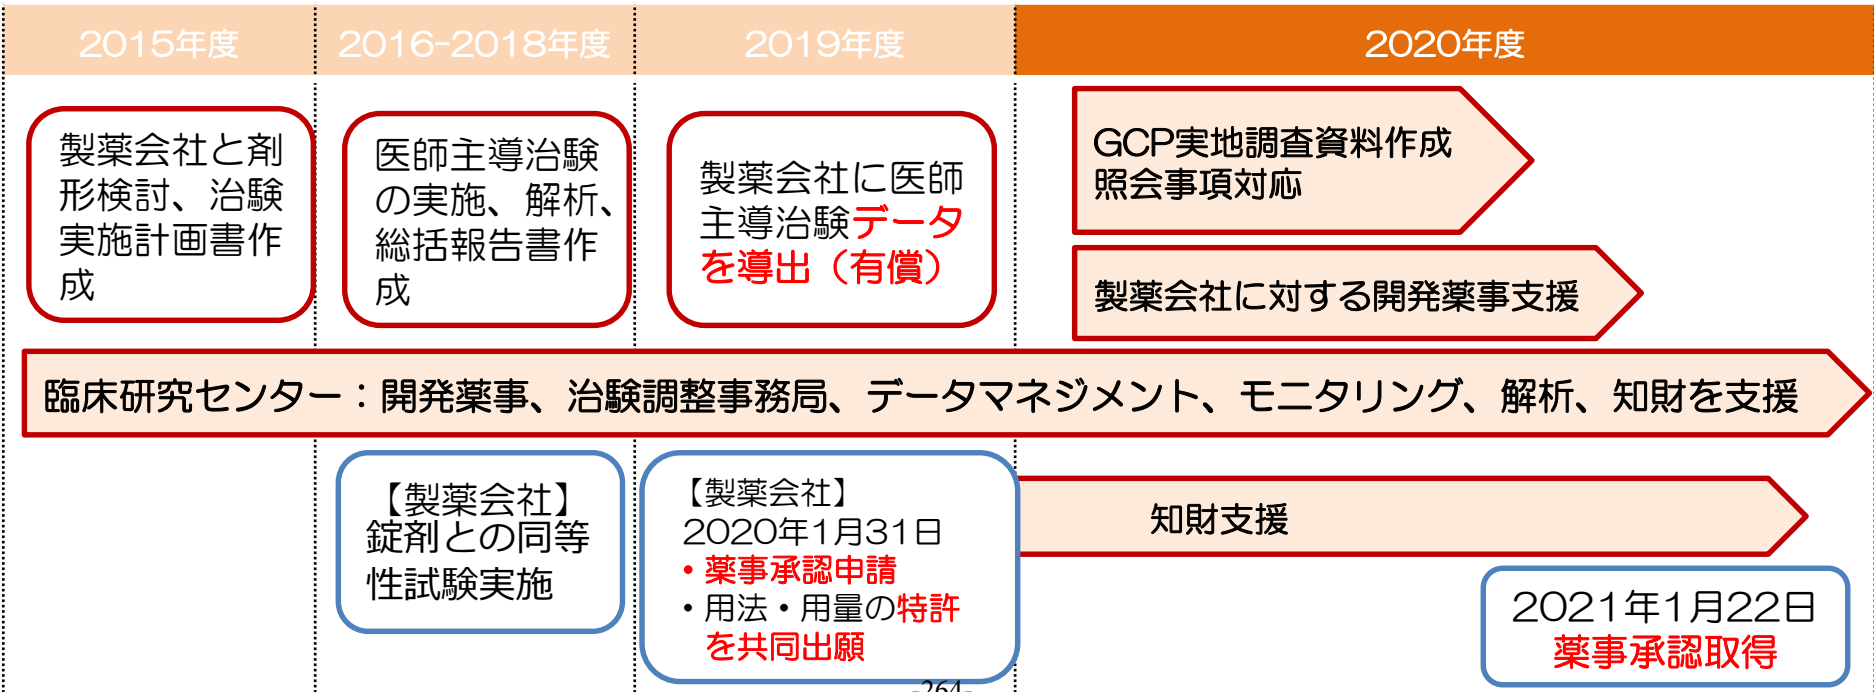 2015年度
2016-2018年度
2019年度
2020年度
製薬会社と剤
形検討、治験
実施計画書作
成
医師主導治験
の実施、解析、
総括報告書作
成
製薬会社に医師
主導治験データ
を導出（有償）
GCP実地調査資料作成
照会事項対応
製薬会社に対する開発薬事支援
臨床研究センター：開発薬事、治験調整事務局、データマネジメント、モニタリング、解析、知財を支援
【製薬会社】
錠剤との同等
性試験実施
【製薬会社】
2020年1月31日
・薬事承認申請
・用法・用量の特許
を共同出願
知財支援
2021年1月22日
薬事承認取得
-264-